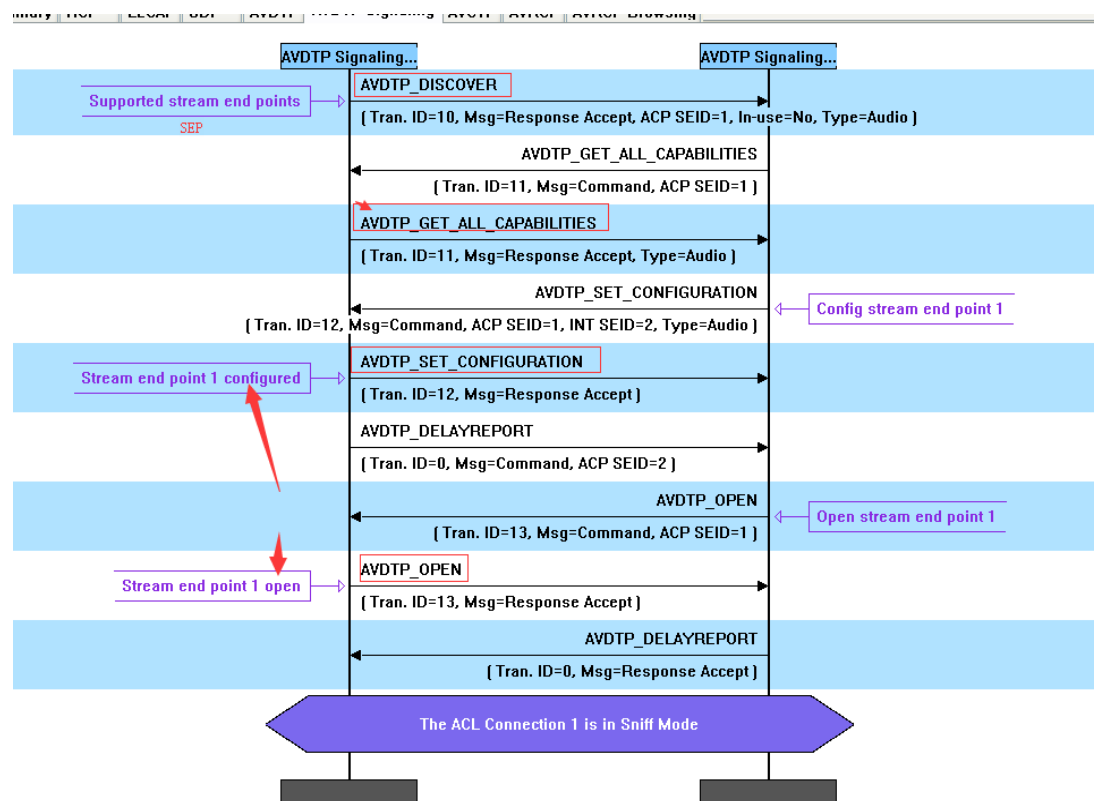 AVDTP Signaling...
AVDTP Signaling...
AVDTP_DISCOVER
Supported stream end points
(Tran. ID=10, Msg=Response Accept, ACP SEID=1, In-use=No, Type=Audio)
SEP
AVDTP_GET_ALL_CAPABILITIES
(Tran. ID=11, Msg=Command, ACP SEID=1)
AVDTP_GET_ALL_CAPABILITIES
(Tran. ID=11, Msg=Response Accept, Type=Audio)
AVDTP_SET_CONFIGURATION
Config stream end point 1
(Tran. ID=12, Msg=Command, ACP SEID=1, INT SEID=2, Type=Audio)
AVDTP_SET_CONFIGURATION
Stream end point 1 configured
(Tran. ID=12, Msg=Response Accept)
AVDTP_DELAYREPORT
(Tran. ID=0, Msg=Command, ACP SEID=2)
AVDTP_OPEN
Open stream end point 1
(Tran. ID=13, Msg=Command, ACP SEID=1)
AVDTP_OPEN
Stream end point 1 open
(Tran. ID=13, Msg=Response Accept)
AVDTP_DELAYREPORT
(Tran. ID=0, Msg=Response Accept)
The ACL Connection 1 is in Sniff Mode